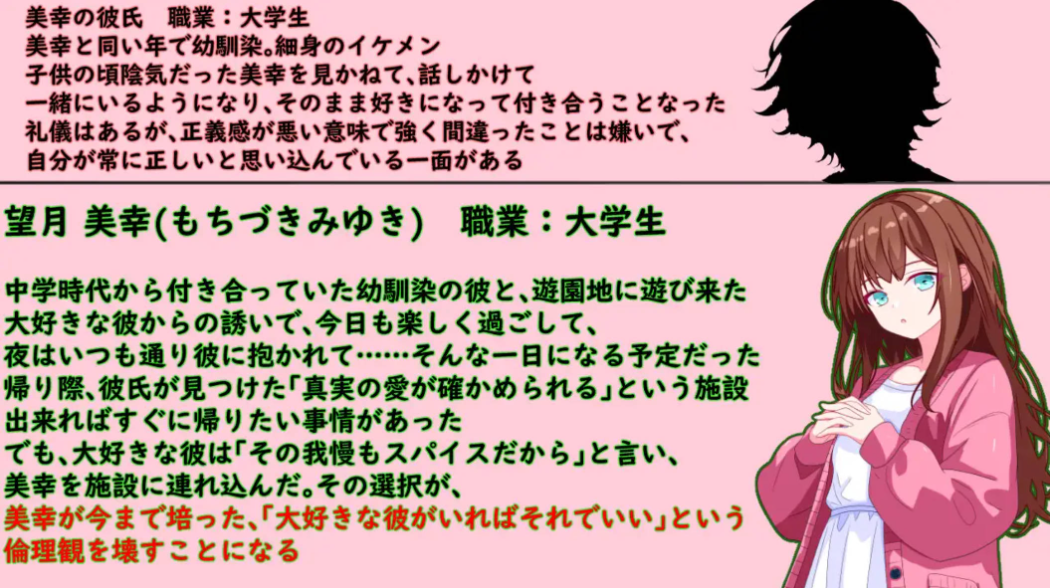 美幸の彼氏　職業：大学生
美幸と同い年で幼馴染。細身のイケメン
子供の頃陰気だった美幸を見かねて、話しかけて
一緒にいるようになり、そのまま好きになって付き合うことなった
礼儀はあるが、正義感が悪い意味で強く間違ったことは嫌いで、
自分が常に正しいと思い込んでいる一面がある
望月 美幸(もちづきみゆき)　職業：大学生
中学時代から付き合っていた幼馴染の彼と、遊園地に遊び来た
大好きな彼からの誘いで、今日も楽しく過ごして、
夜はいつも通り彼に抱かれて……そんな一日になる予定だった
帰り際、彼氏が見つけた「真実の愛が確かめられる」という施設
出来ればすぐに帰りたい事情があった
でも、大好きな彼は「その我慢もスパイスだから」と言い、
美幸を施設に連れ込んだ。その選択が、
美幸が今まで培った、「大好きな彼がいればそれでいい」という
倫理観を壊すことになる